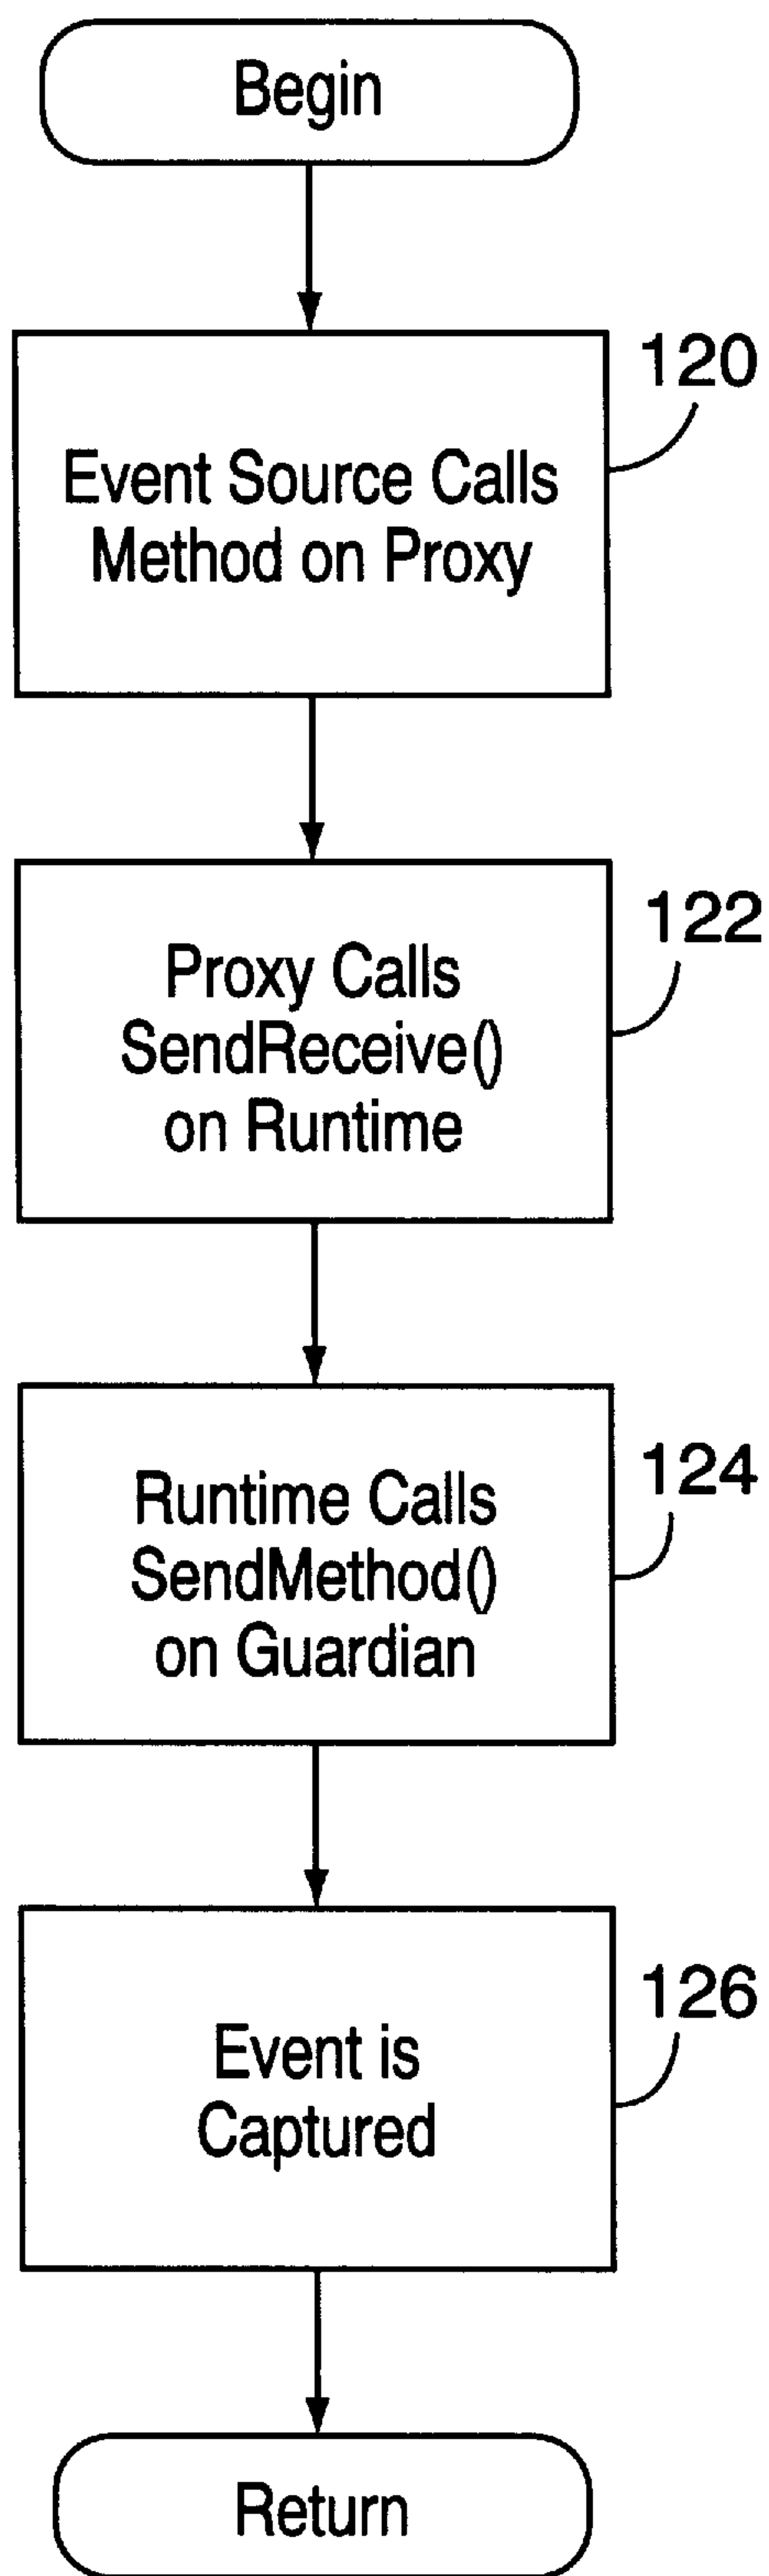 Begin
120
Event Source Calls
Method on Proxy
122
Proxy Calls
SendReceive()
on Runtime
124
Runtime Calls
SendMethod()
on Guardian
126
Event is
Captured
Return